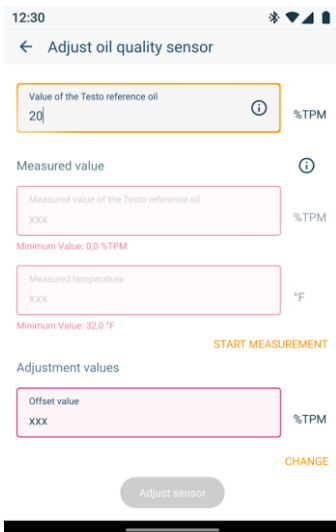 12:30
Adjust oil quality sensor
Value of the Testo reference oil
20
%TPM
Measured value
Measured value of the Testo reference oil
xxx
%TPM
Minimum Value: 0,0 %TPM
Measured temperature
xxx
°F
Minimum Value: 32,0 °F
START MEASUREMENT
Adjustment values
Offset value
xxx
%TPM
CHANGE
Adjust sensor